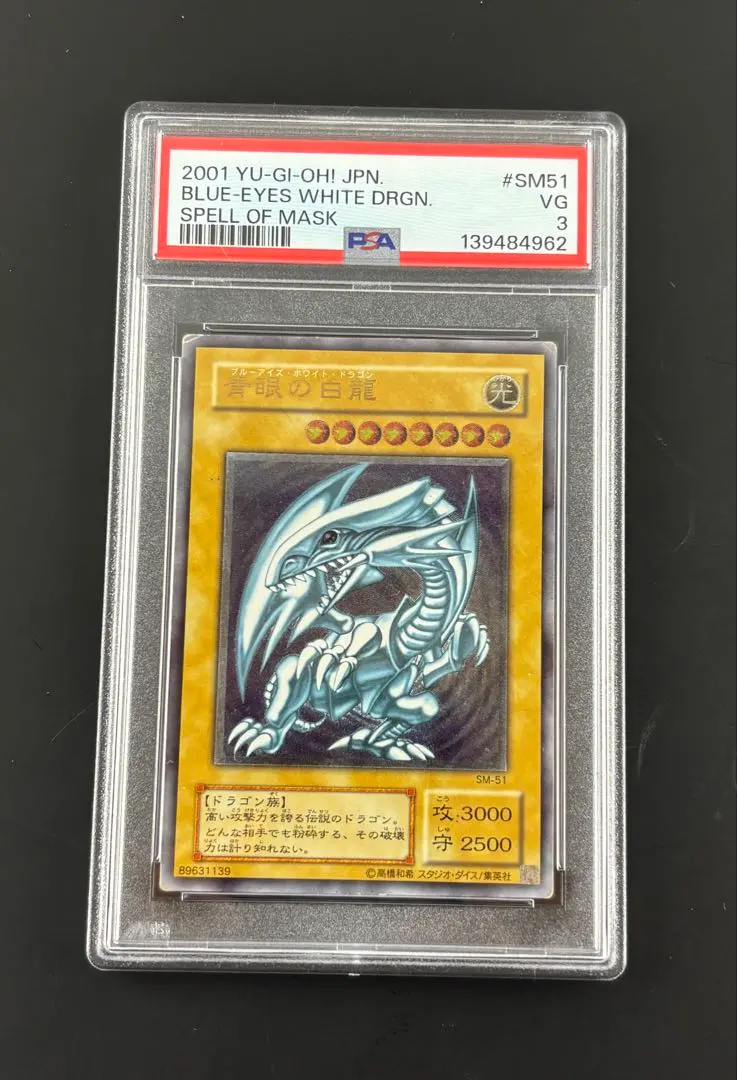 2001 YU-GI-OH! JPN. #SM51
BLUE-EYES WHITE DRGN. VG
SPELL OF MASK 3
PSA 139484962
ブルーアイズ・ホワイト・ドラゴン
青眼の白龍 光
SM-51
【ドラゴン族】
高い攻撃力を誇る伝説のドラゴン。
どんな相手でも粉砕する、その破壊
力は計り知れない。
攻 3000
守 2500
89631139 ©高橋和希 スタジオ・ダイス/集英社